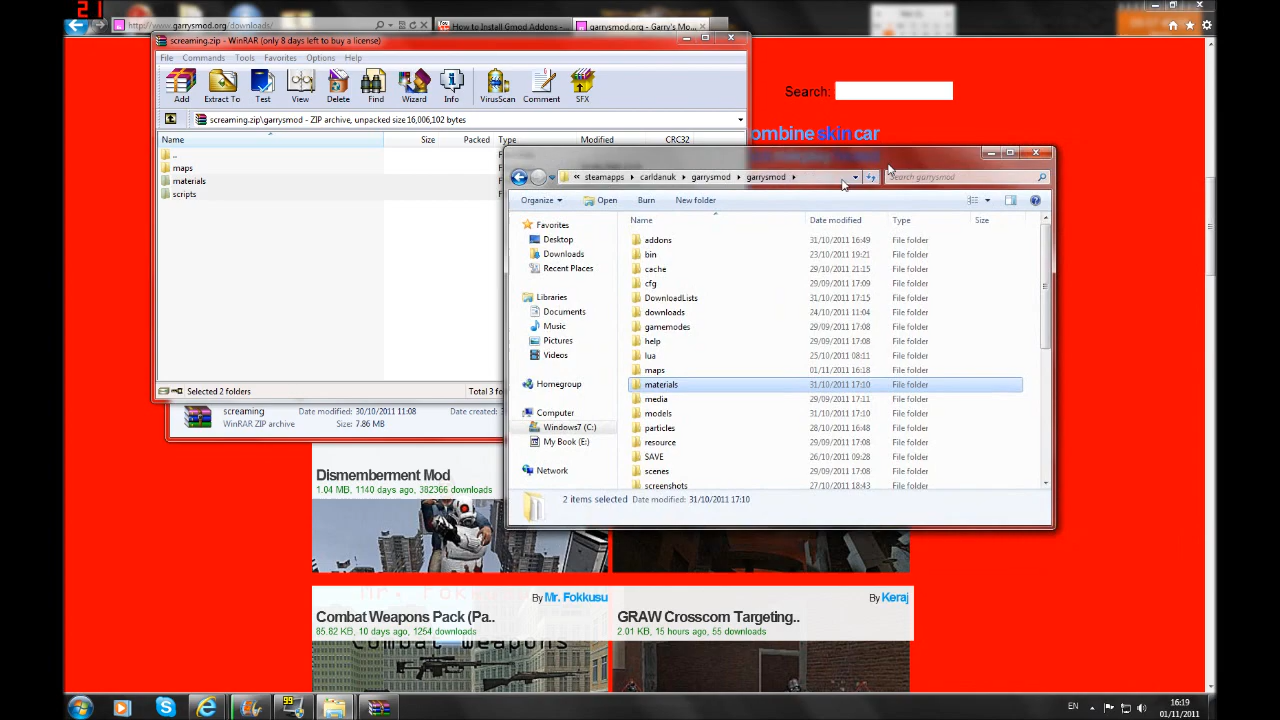 21
http://www.garrysmod.org/downloads/
How to Install Gmod Addons -
garrysmod.org - Garry's Mo...
screaming.zip - WinRAR (only 8 days left to buy a license)
File Commands Tools Favorites Options Help
Add Extract To Test View Delete Find Wizard Info VirusScan Comment SFX
screaming.zip\garrysmod - ZIP archive, unpacked size 16,006,102 bytes
Name Size Packed Type Modified CRC32
..
maps
materials
scripts
Selected 2 folders
Total 3 fo
screaming Date modified: 30/10/2011 11:08 Date created:
WinRAR ZIP archive Size: 7.86 MB
Search:
ombine skin car
« steamapps carldanuk garrysmod garrysmod
Search garrysmod
Organize Open Burn New folder
Favorites
Desktop
Downloads
Recent Places
Libraries
Documents
Music
Pictures
Videos
Homegroup
Computer
Windows7 (C:)
My Book (E:)
Network
Name Date modified Type Size
addons 31/10/2011 16:49 File folder
bin 23/10/2011 19:21 File folder
cache 29/10/2011 21:15 File folder
cfg 29/09/2011 17:09 File folder
DownloadLists 31/10/2011 17:15 File folder
downloads 24/10/2011 11:04 File folder
gamemodes 29/09/2011 17:08 File folder
help 29/09/2011 17:08 File folder
lua 25/10/2011 08:11 File folder
maps 01/11/2011 16:18 File folder
materials 31/10/2011 17:10 File folder
media 29/09/2011 17:11 File folder
models 31/10/2011 17:10 File folder
particles 28/10/2011 16:48 File folder
resource 29/09/2011 17:08 File folder
SAVE 26/10/2011 09:28 File folder
scenes 29/09/2011 17:08 File folder
screenshots 27/10/2011 18:43 File folder
2 items selected Date modified: 31/10/2011 17:10
Dismemberment Mod
1.04 MB, 1140 days ago, 382366 downloads
By Mr. Fokkusu
Combat Weapons Pack (Pa..
85.82 KB, 10 days ago, 1254 downloads
Combat Weapons
By Keraj
GRAW Crosscom Targeting..
2.01 KB, 15 hours ago, 55 downloads
99
EN
16:19
01/11/2011